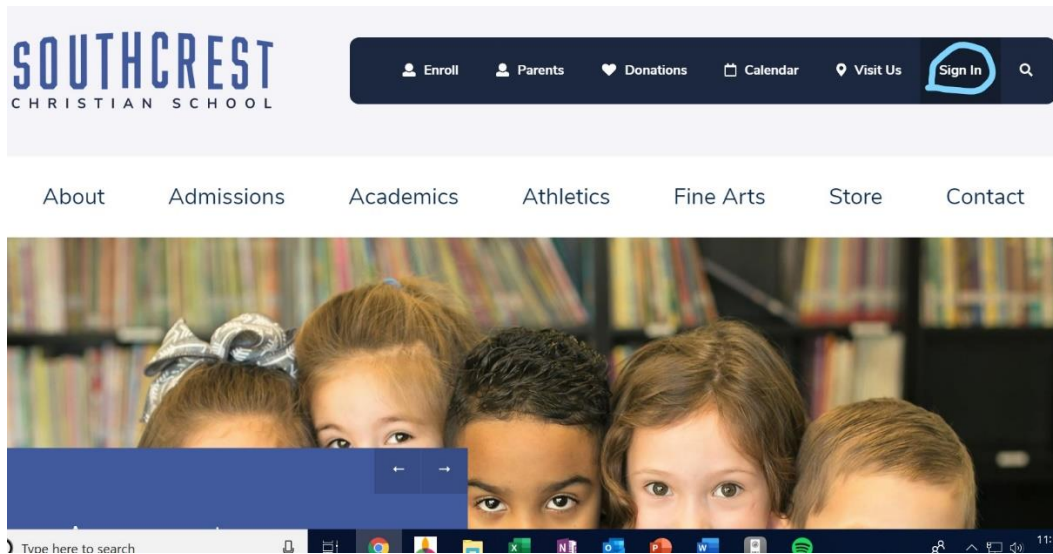 SOUTHCREST
CHRISTIAN SCHOOL
Enroll Parents Donations Calendar Visit Us Sign In
About Admissions Academics Athletics Fine Arts Store Contact
← →
Type here to search